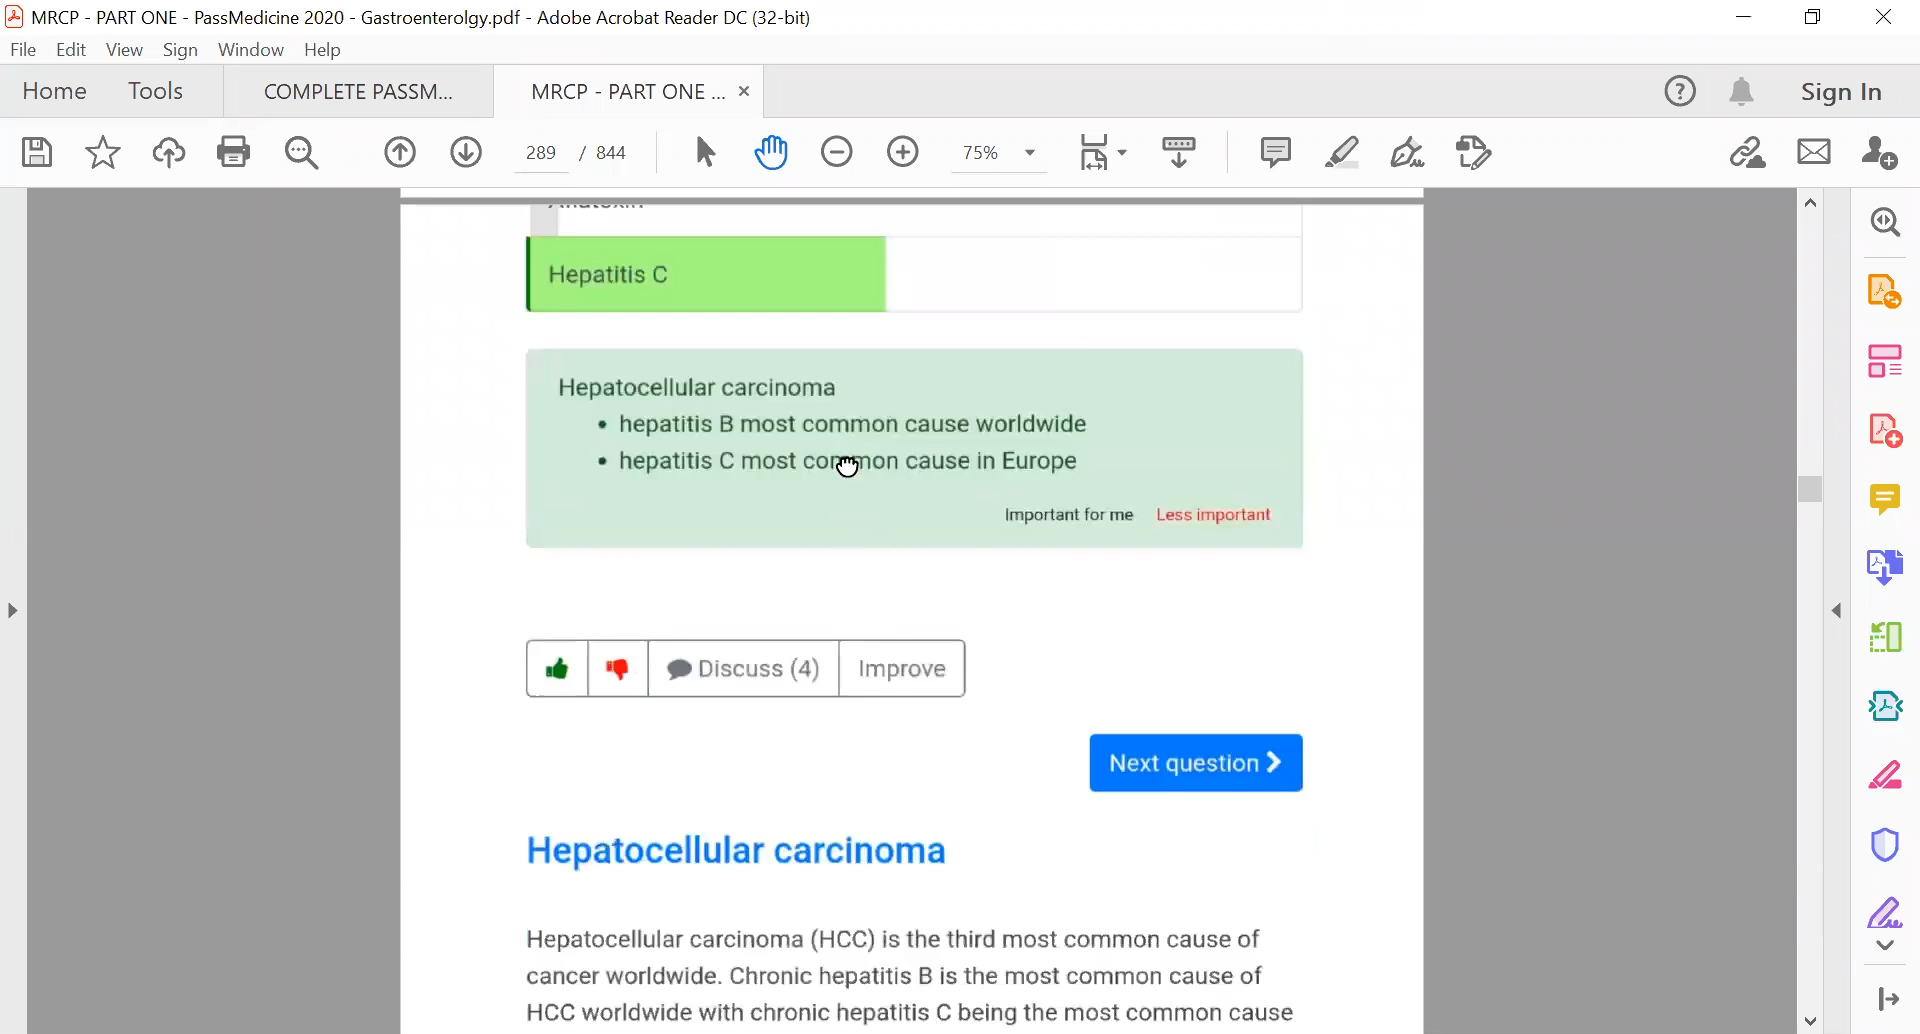 MRCP - PART ONE - PassMedicine 2020 - Gastroenterolgy.pdf - Adobe Acrobat Reader DC (32-bit)
File Edit View Sign Window Help
Home Tools COMPLETE PASSM... MRCP - PART ONE ... Sign In
289 / 844 75%
Hepatitis C
Hepatocellular carcinoma
• hepatitis B most common cause worldwide
• hepatitis C most common cause in Europe
Important for me Less important
Discuss (4) Improve
Next question
Hepatocellular carcinoma
Hepatocellular carcinoma (HCC) is the third most common cause of
cancer worldwide. Chronic hepatitis B is the most common cause of
HCC worldwide with chronic hepatitis C being the most common cause